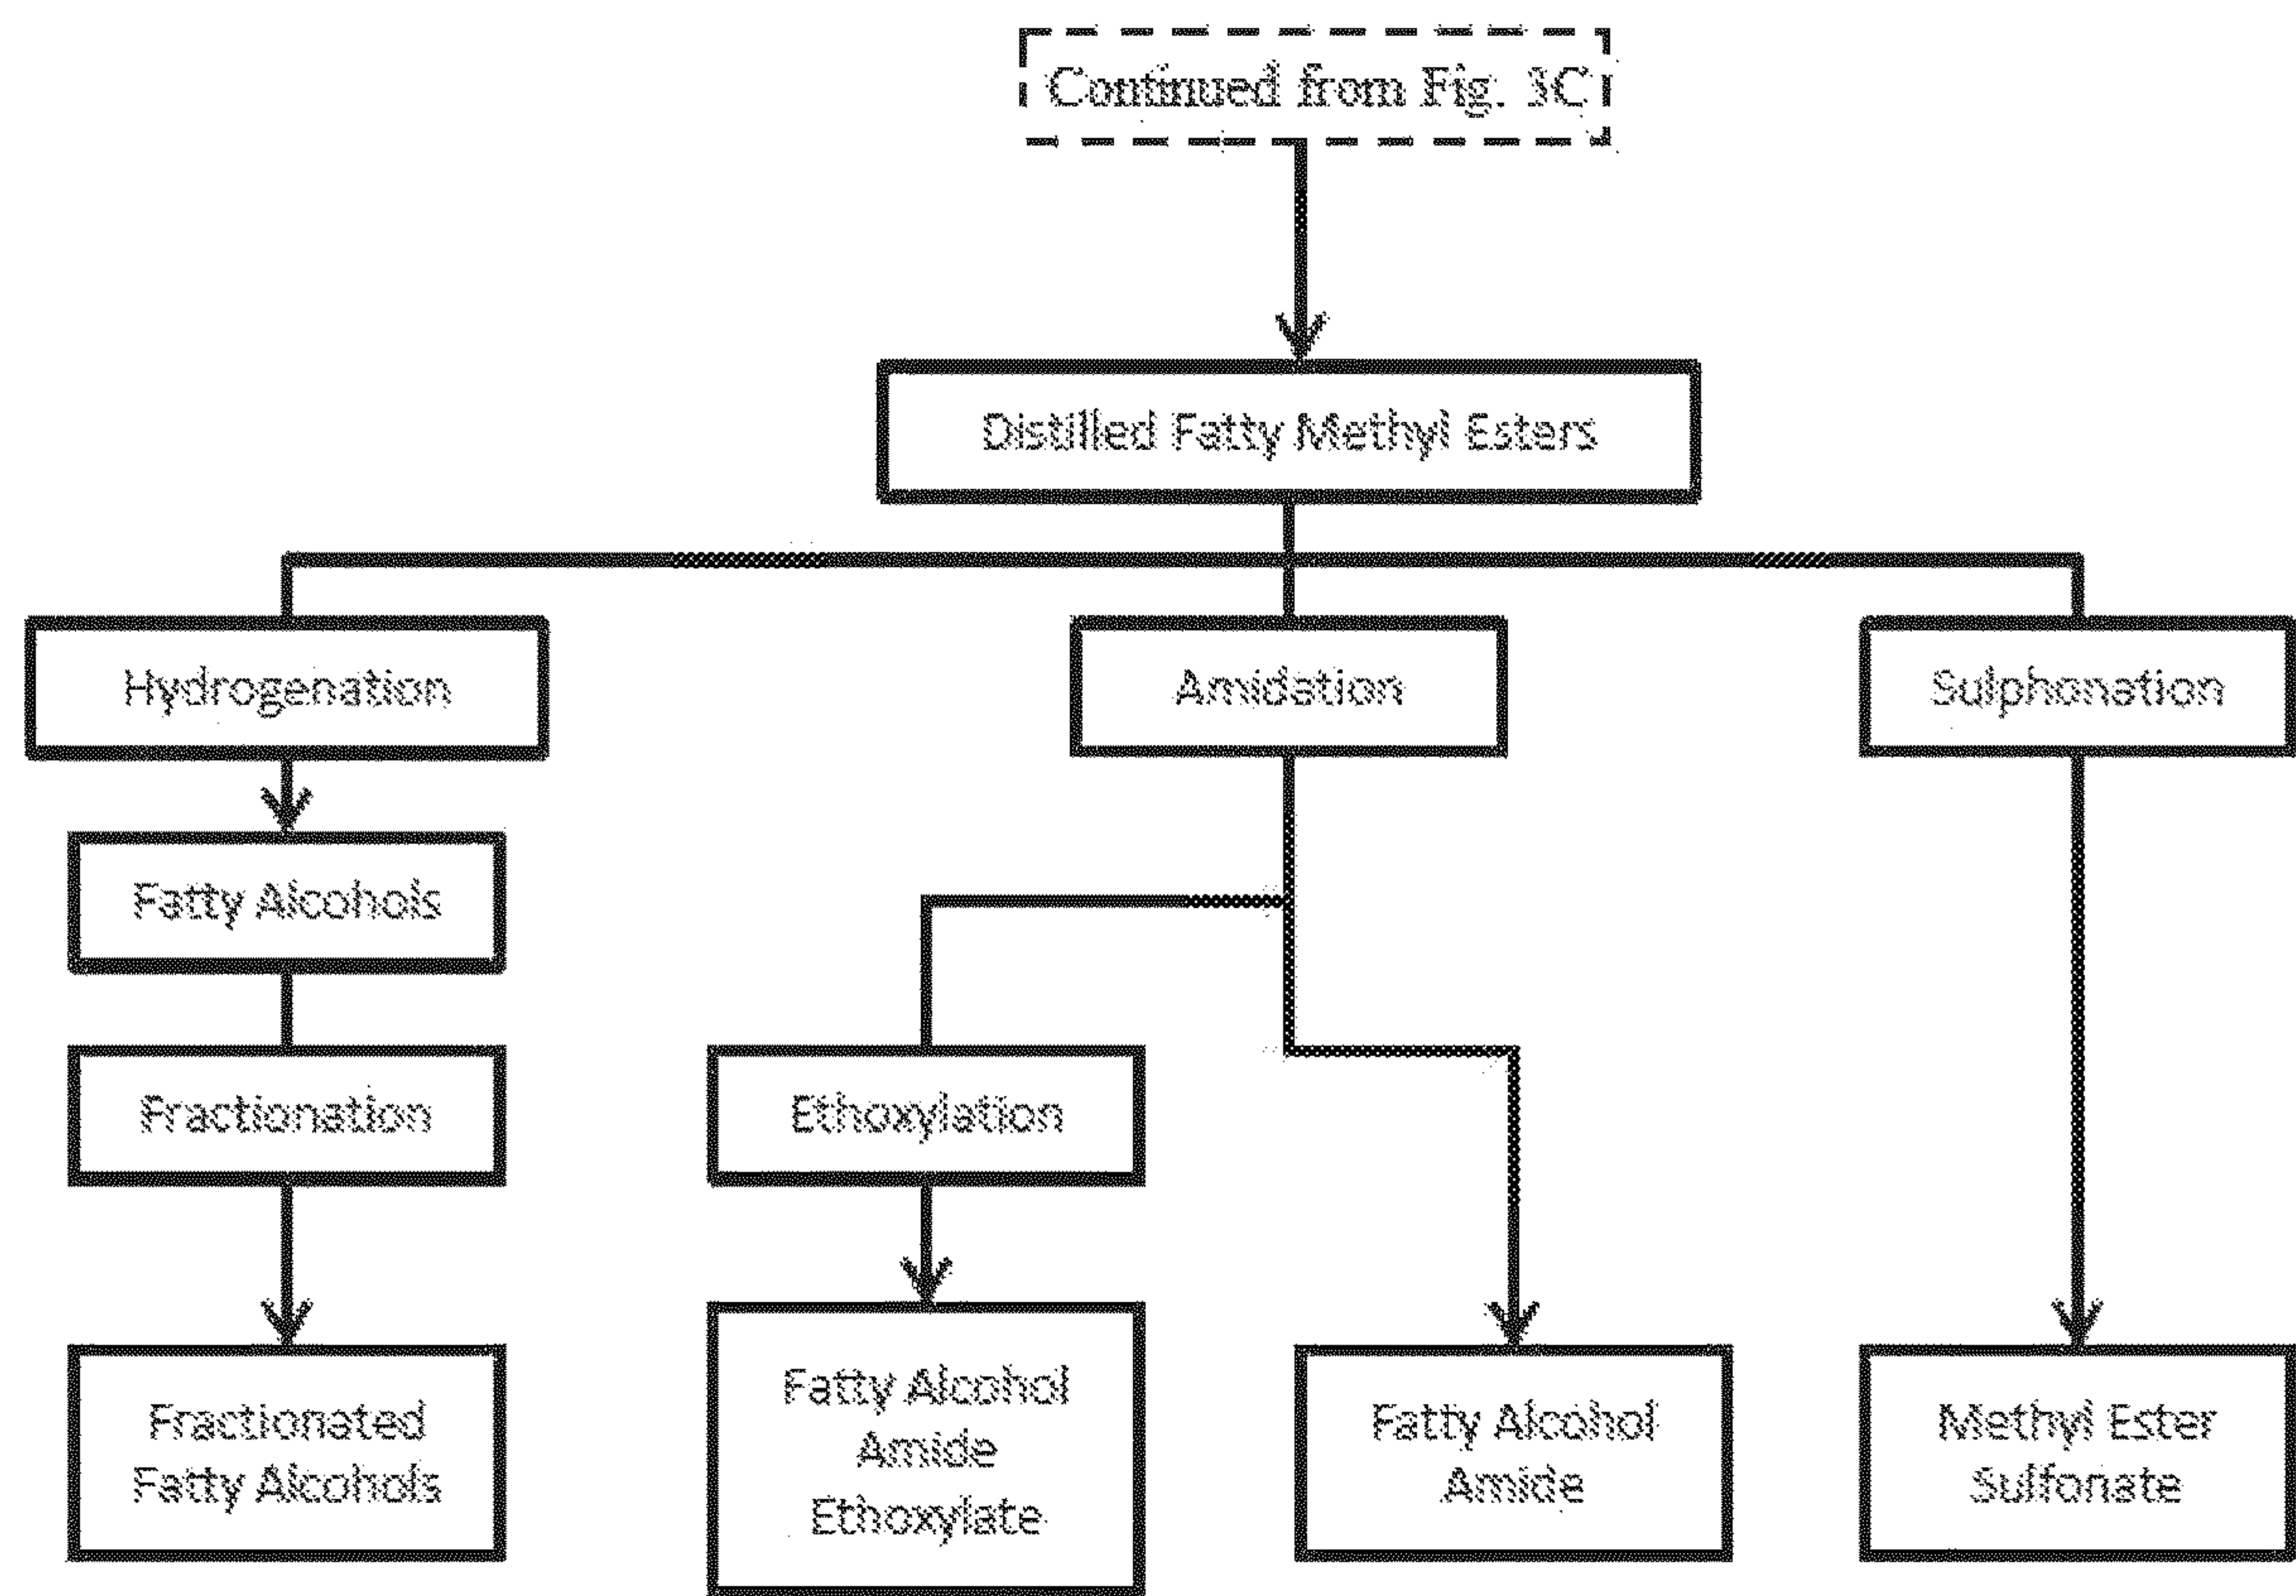 Continued from Fig. 3C
Distilled Fatty Methyl Esters
Hydrogenation
Amidation
Sulphonation
Fatty Alcohols
Fractionation
Ethoxylation
Fractionated
Fatty Alcohols
Fatty Alcohol
Amide
Ethoxylate
Fatty Alcohol
Amide
Methyl Ester
Sulfonate